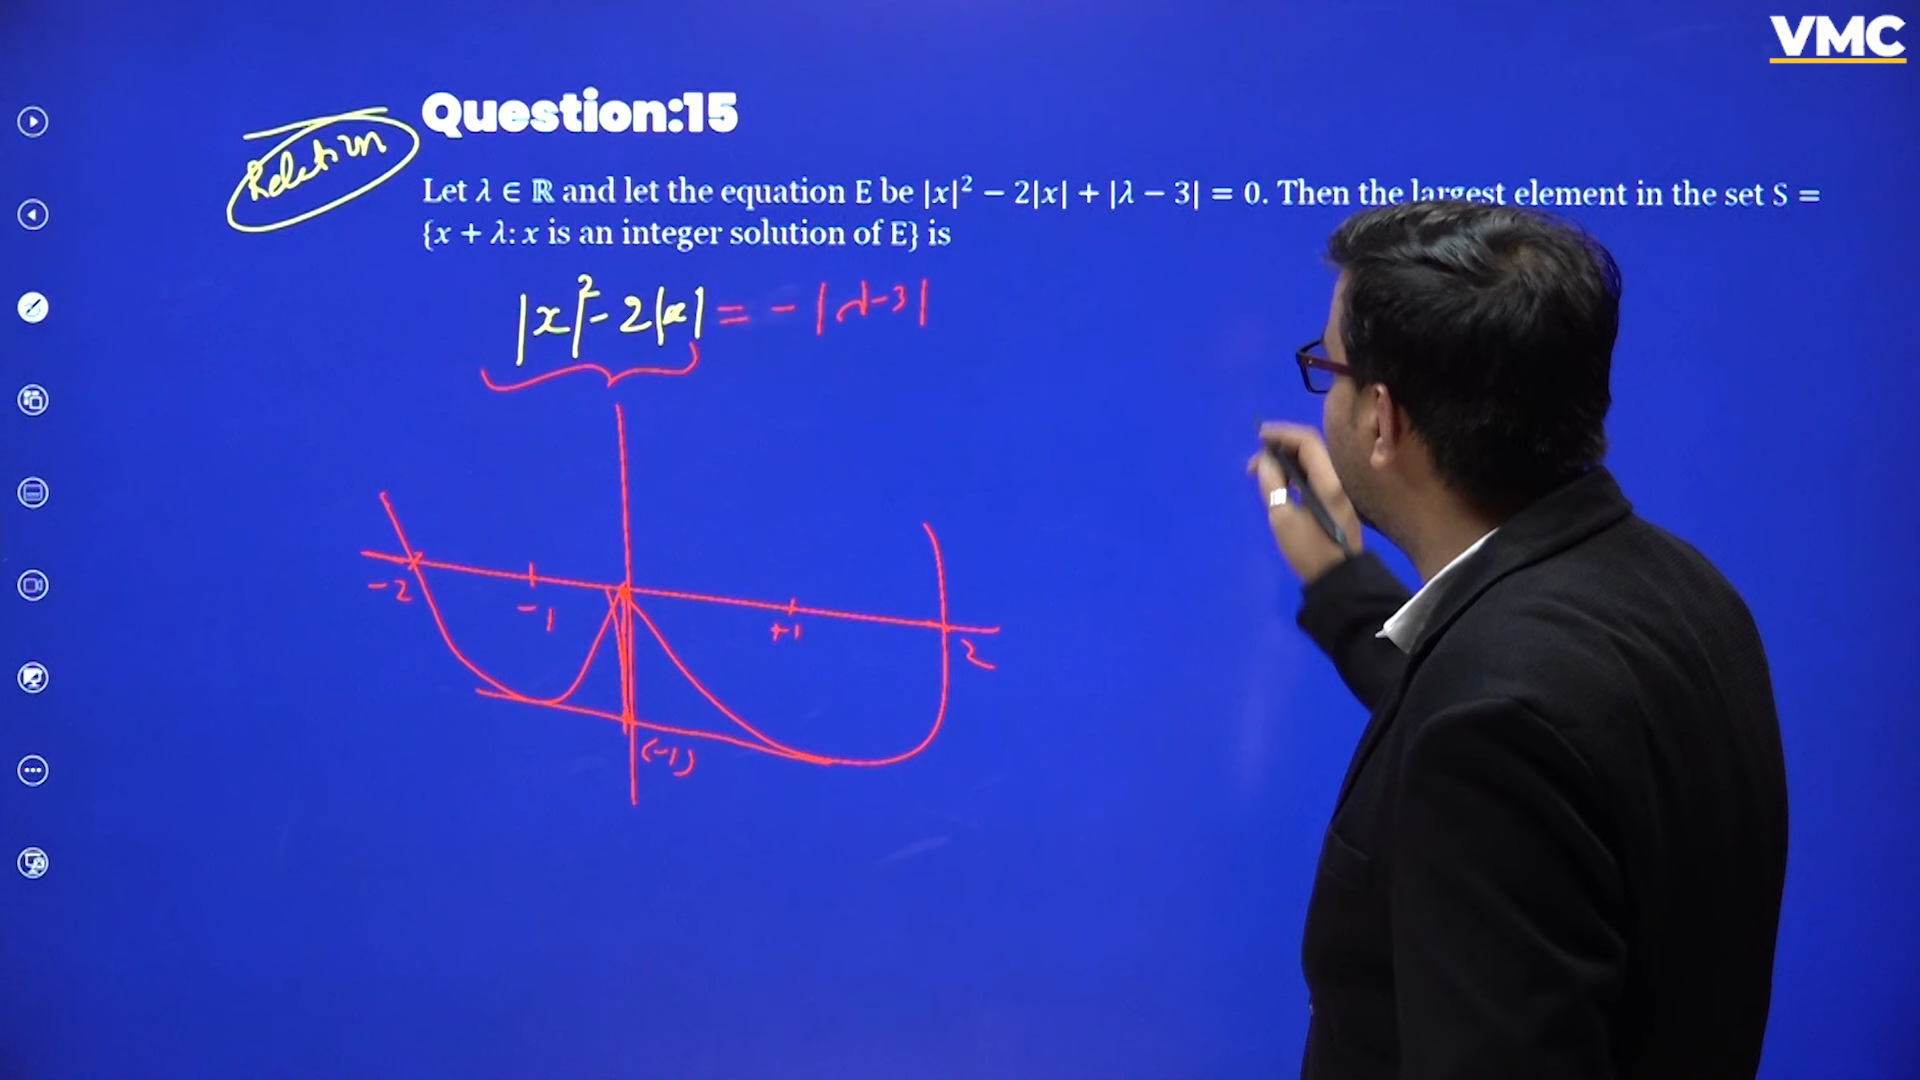 VMC
Question:15
Relation
Let λ ∈ ℝ and let the equation E be |x|² − 2|x| + |λ − 3| = 0. Then the largest element in the set S =
{x + λ: x is an integer solution of E} is
|x|² - 2|x| = - |λ-3|
-2
-1
+1
2
(-1)